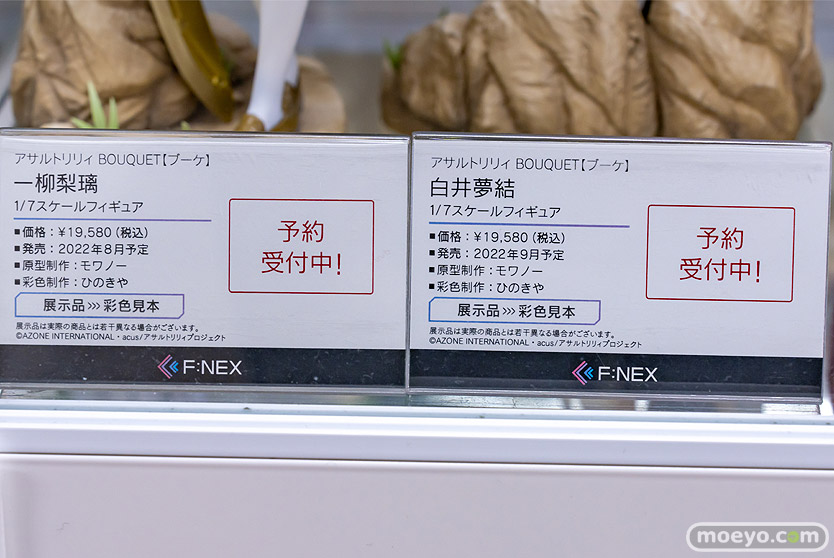 アサルトリリィ BOUQUET【ブーケ】
一柳梨璃
1/7スケールフィギュア
■価格：￥19,580（税込）
■発売：2022年8月予定
■原型制作：モワノー
■彩色制作：ひのきや
予約
受付中！
展示品>>>彩色見本
展示品は実際の商品とは若干異なる場合がございます。
©AZONE INTERNATIONAL・acus/アサルトリリィプロジェクト
F:NEX
アサルトリリィ BOUQUET【ブーケ】
白井夢結
1/7スケールフィギュア
■価格：￥19,580（税込）
■発売：2022年9月予定
■原型制作：モワノー
■彩色制作：ひのきや
予約
受付中！
展示品>>>彩色見本
展示品は実際の商品とは若干異なる場合がございます。
©AZONE INTERNATIONAL・acus/アサルトリリィプロジェクト
F:NEX
moeyo.com